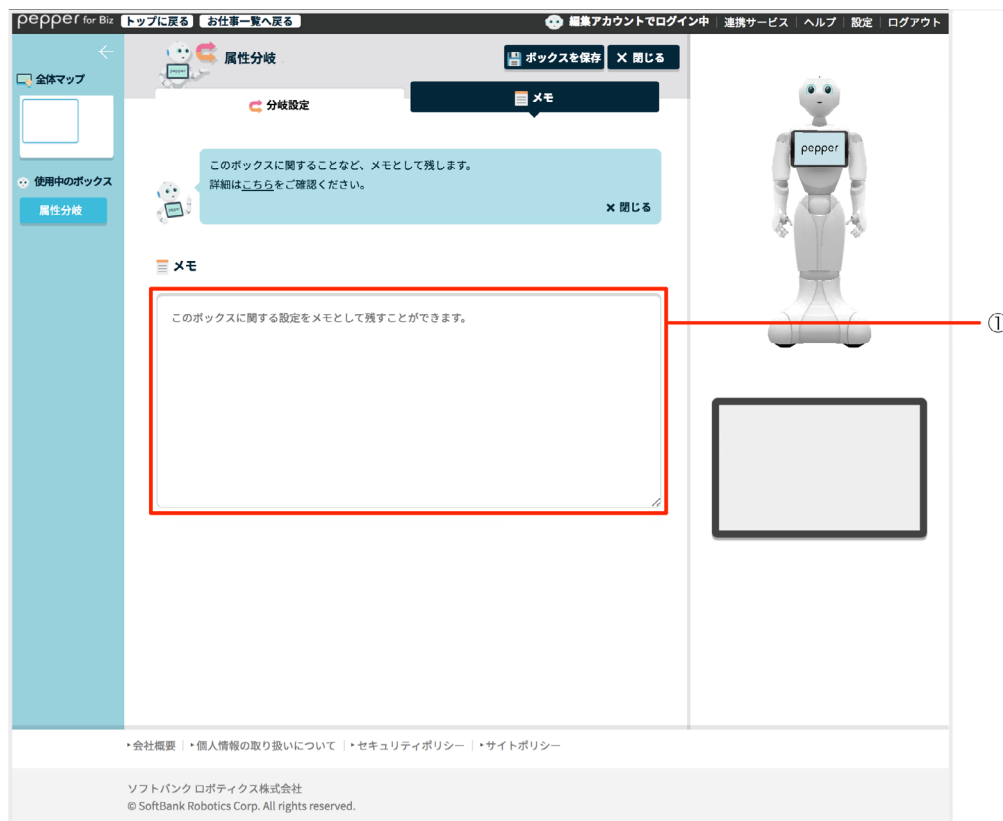 pepper for Biz トップに戻る お仕事一覧へ戻る 編集アカウントでログイン中 連携サービス ヘルプ 設定 ログアウト
属性分岐 ボックスを保存 × 閉じる
全体マップ
分岐設定 メモ
このボックスに関することなど、メモとして残します。
詳細はこちらをご確認ください。
× 閉じる
使用中のボックス
属性分岐
メモ
このボックスに関する設定をメモとして残すことができます。
①
pepper
会社概要 個人情報の取り扱いについて セキュリティポリシー サイトポリシー
ソフトバンク ロボティクス株式会社
© SoftBank Robotics Corp. All rights reserved.